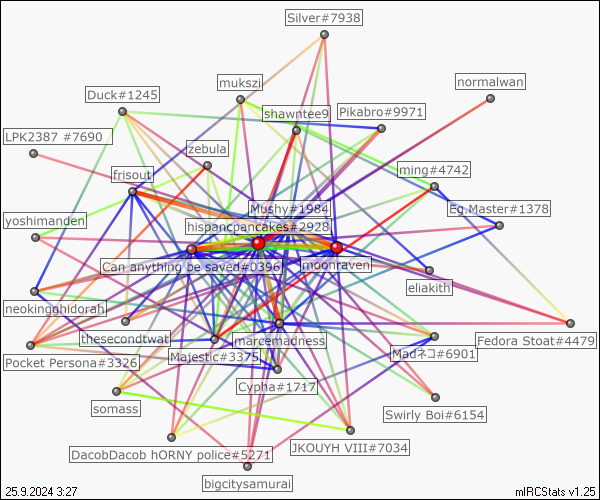 Silver#7938
mukszi
normalwan
Duck#1245
shawntee9
Pikabro#9971
LPK2387 #7690
zebula
frisout
ming#4742
Mushy#1984
Eg.Master#1378
yoshimanden
hispancpancakes#2928
Can anything be saved#0396
moonraven
eliakith
neokingghidorah
thesecondtwat
marcemadness
Fedora Stoat#4479
Pocket Persona#3326
Majestic#3375
Madネコ#6901
Cypha#1717
somass
Swirly Boi#6154
DacobDacob hORNY police#5271
JKOUYH VIII#7034
bigcitysamurai
25.9.2024 3:27
mIRCStats v1.25